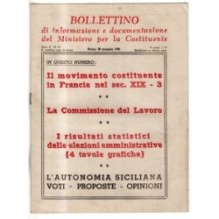 BOLLETTINO
di informazione e documentazione
del Ministero per la Costituente
IN QUESTO NUMERO:
Il movimento costituente
in Francia nel sec. XIX - 3
La Commissione del Lavoro
I risultati statistici
delle elezioni amministrative
(4 tavole grafiche)
L'AUTONOMIA SICILIANA
VOTI - PROPOSTE - OPINIONI